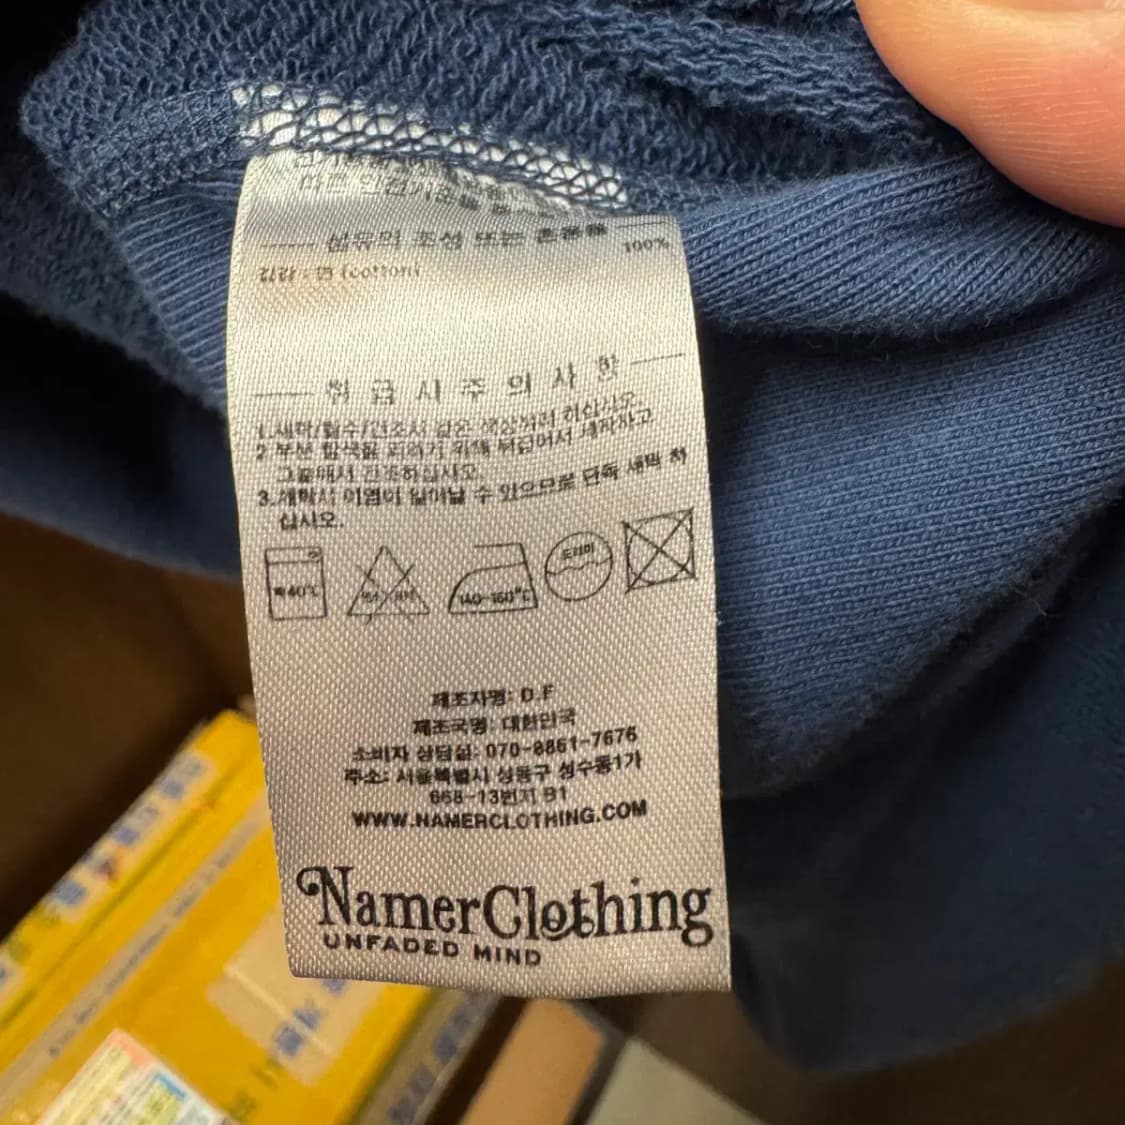 섬유의 조성 또는 혼용률
겉감 : 면 (cotton) 100%
취 급 시 주 의 사 항
1.세탁/탈수/건조시 같은 색상끼리 하십시오.
2 부분 탈색을 피하기 위해 뒤집어서 세탁하고
그늘에서 건조하십시오.
3.세탁시 이염이 일어날 수 있으므로 단독 세탁 하
십시오.
약40℃
염소 표백
140~160℃
드라이
제조자명: D.F
제조국명: 대한민국
소비자 상담실: 070-8861-7676
주소: 서울특별시 성동구 성수동1가
668-13번지 B1
WWW.NAMERCLOTHING.COM
NamerClothing
UNFADED MIND